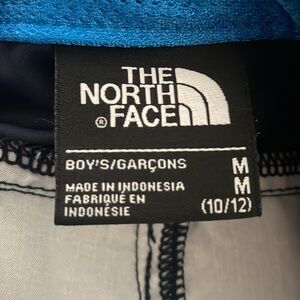 THE
NORTH
® FACE
BOY'S/GARÇONS M
MADE IN INDONESIA M
FABRIQUÉ EN
INDONÉSIE (10/12)